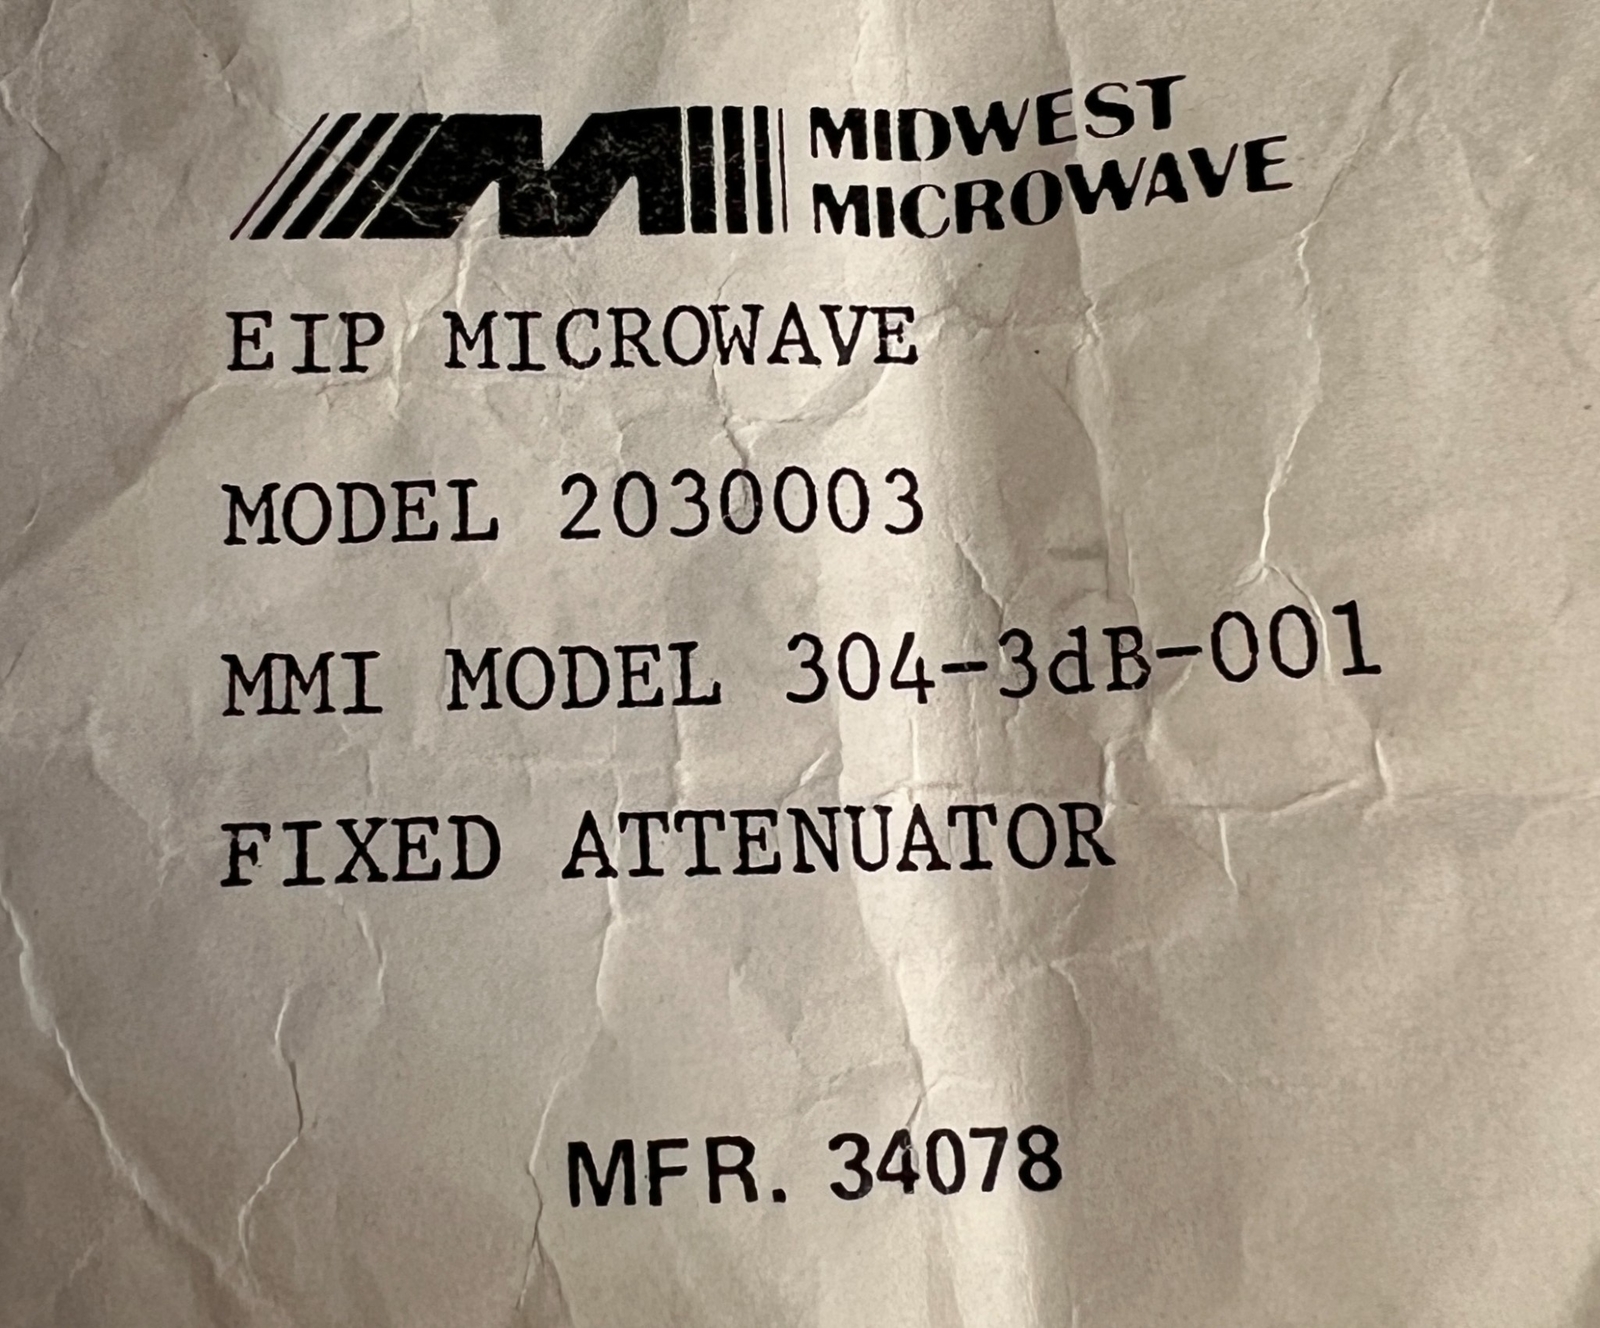 MIDWEST
MICROWAVE
EIP MICROWAVE
MODEL 2030003
MMI MODEL 304-3dB-001
FIXED ATTENUATOR
MFR. 34078